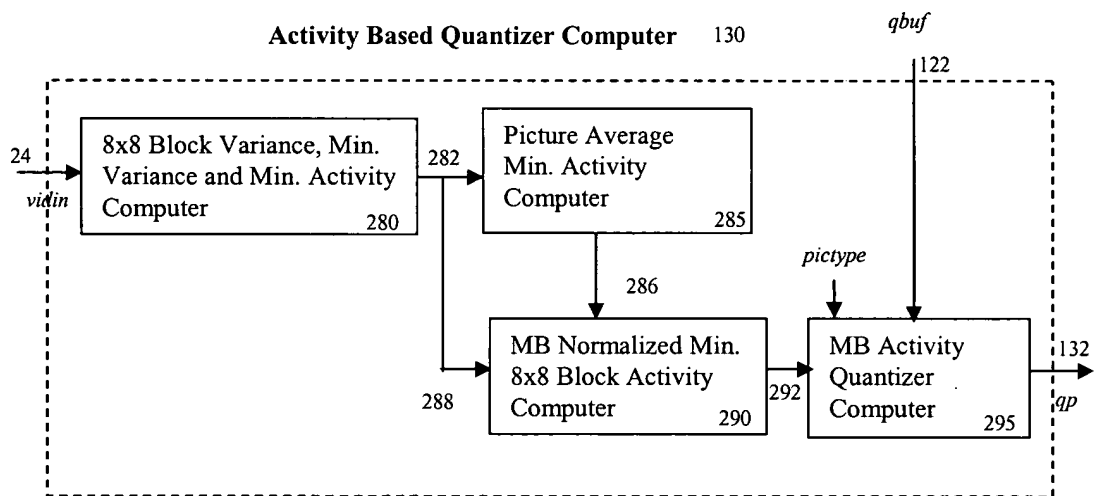 Activity Based Quantizer Computer 130
qbuf
122
24
vidin
8x8 Block Variance, Min.
Variance and Min. Activity
Computer
280
282
Picture Average
Min. Activity
Computer
285
286
pictype
288
MB Normalized Min.
8x8 Block Activity
Computer
290
292
MB Activity
Quantizer
Computer
295
132
qp